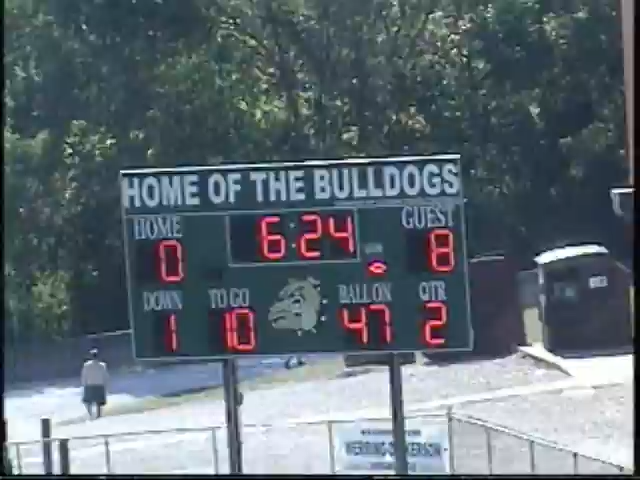 HOME OF THE BULLDOGS
HOME 6:24 GUEST
0 8
DOWN TO GO BALL ON QTR
1 10 47 2